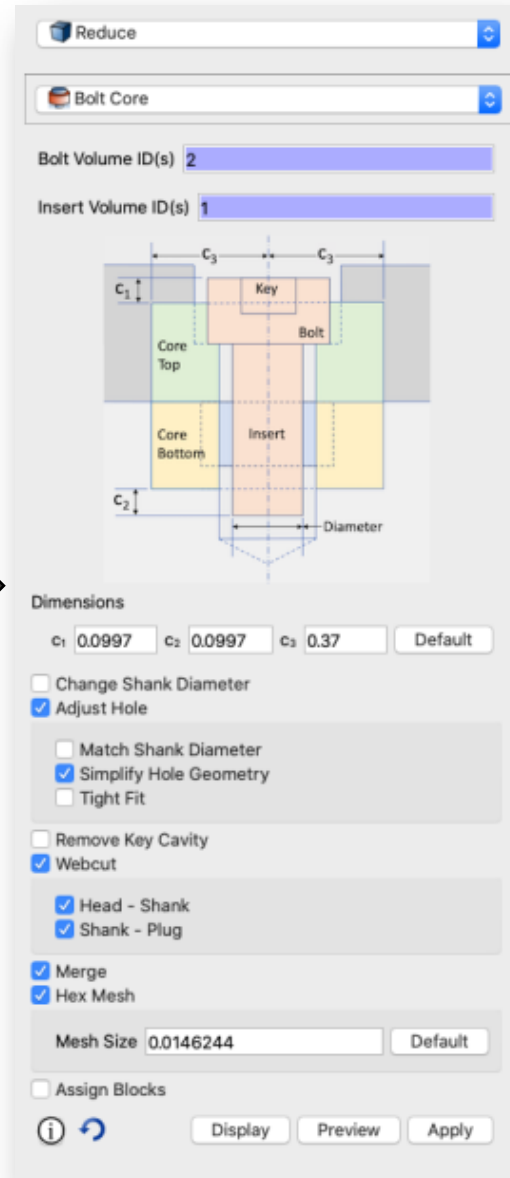 Reduce
Bolt Core
Bolt Volume ID(s) 2
Insert Volume ID(s) 1
C₃ C₃
C₁ Key
Bolt
Core
Top
Core Insert
Bottom
C₂
Diameter
Dimensions
C₁ 0.0997 C₂ 0.0997 C₃ 0.37 Default
Change Shank Diameter
Adjust Hole
Match Shank Diameter
Simplify Hole Geometry
Tight Fit
Remove Key Cavity
Webcut
Head - Shank
Shank - Plug
Merge
Hex Mesh
Mesh Size 0.0146244 Default
Assign Blocks
Display Preview Apply